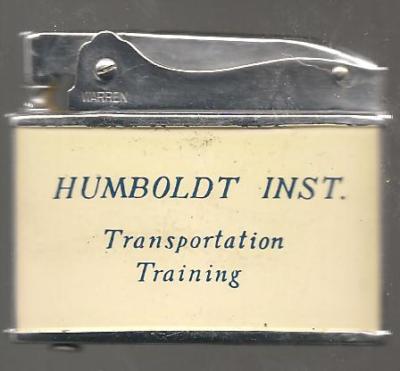 WARREN
HUMBOLDT INST.
Transportation
Training